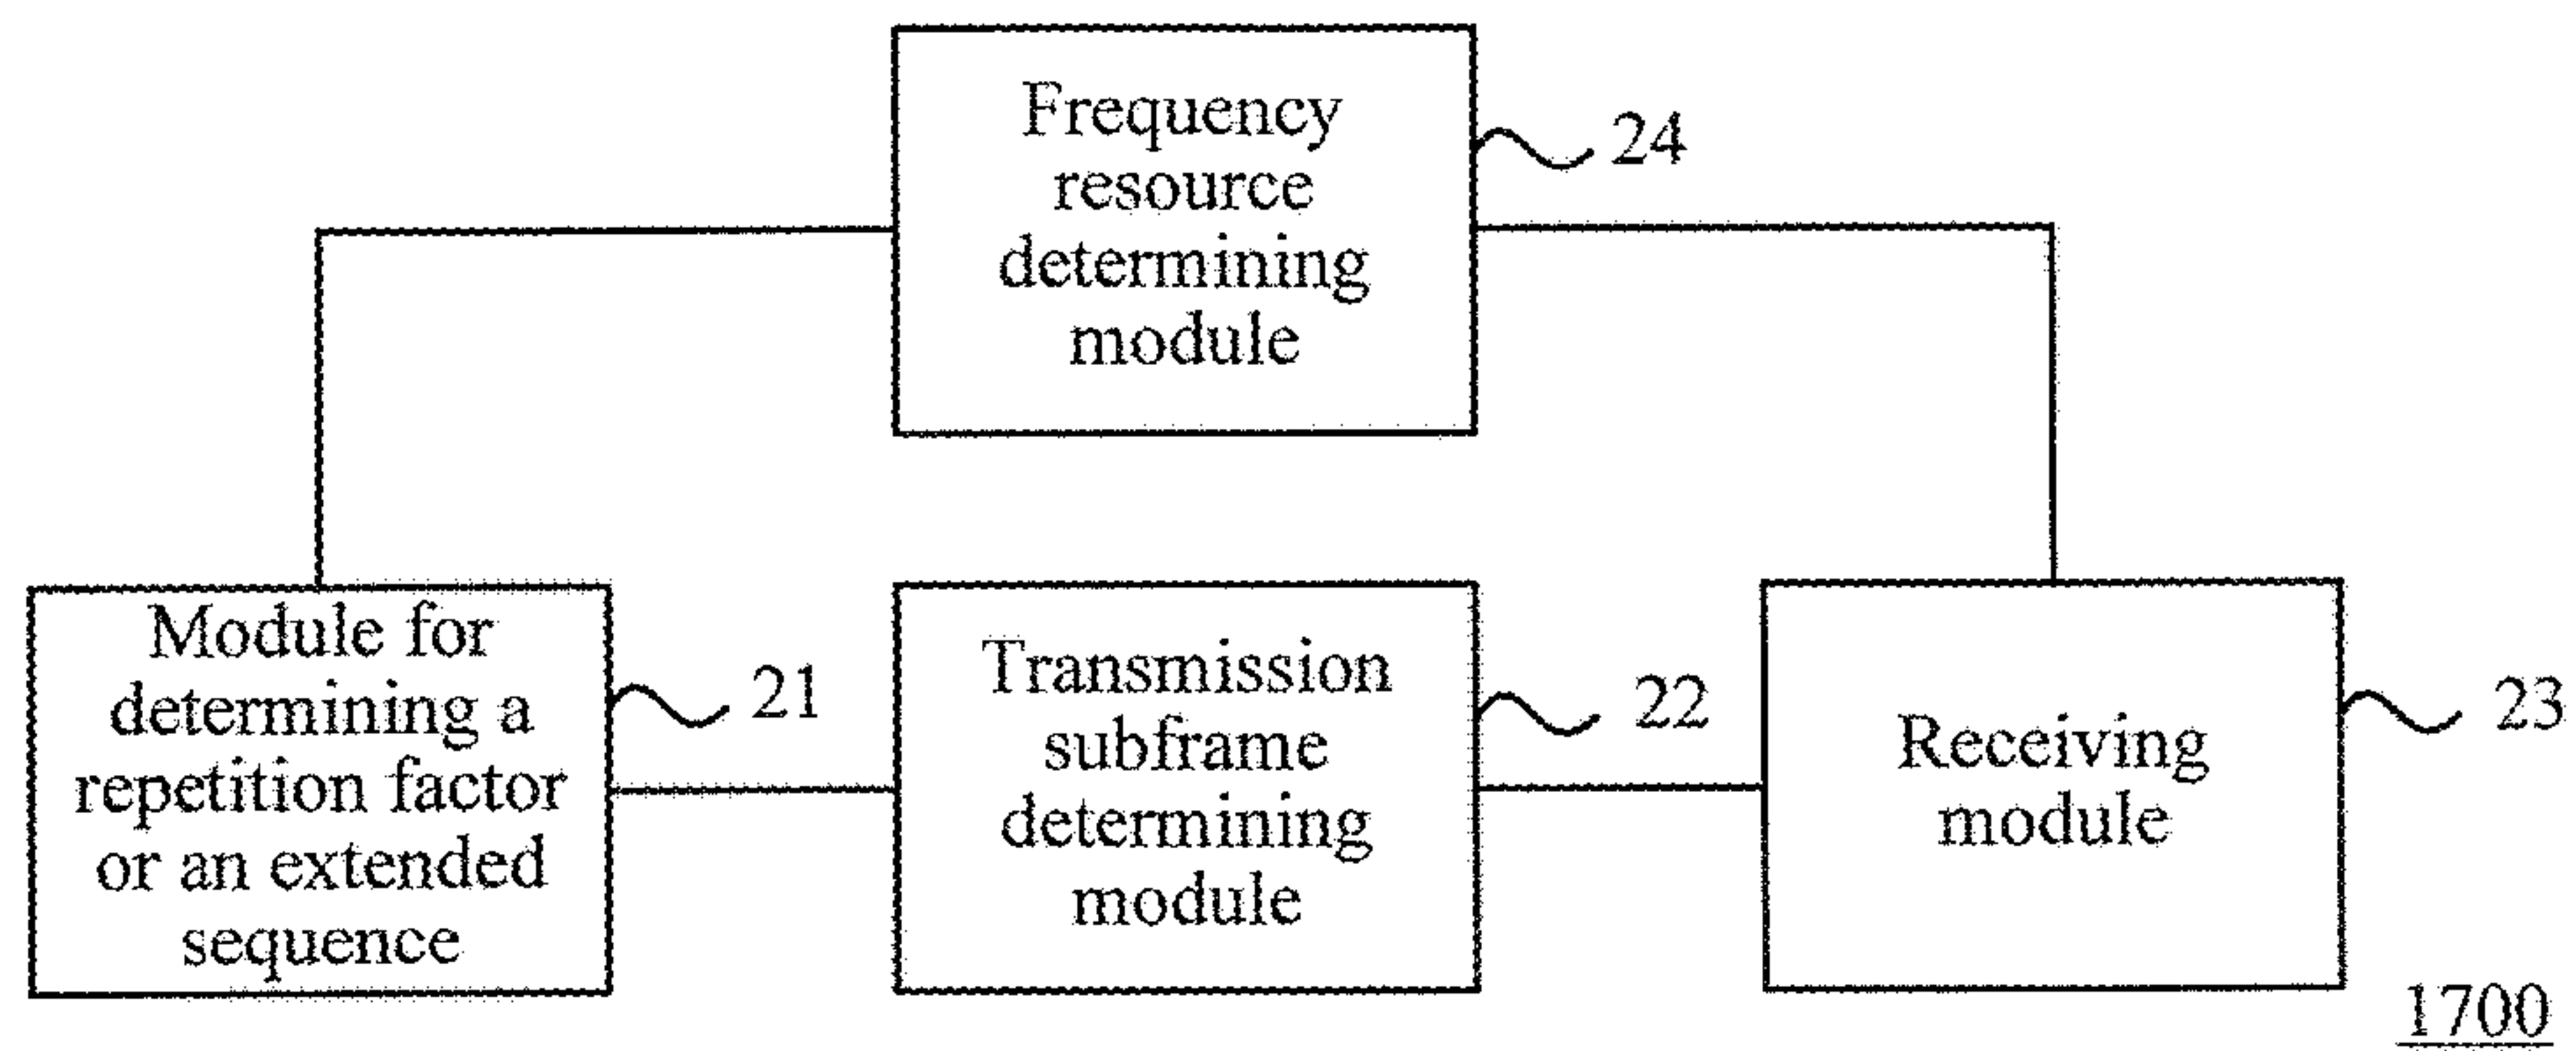 Frequency
resource
determining
module
24
Module for
determining a
repetition factor
or an extended
sequence
21
Transmission
subframe
determining
module
22
Receiving
module
23
1700